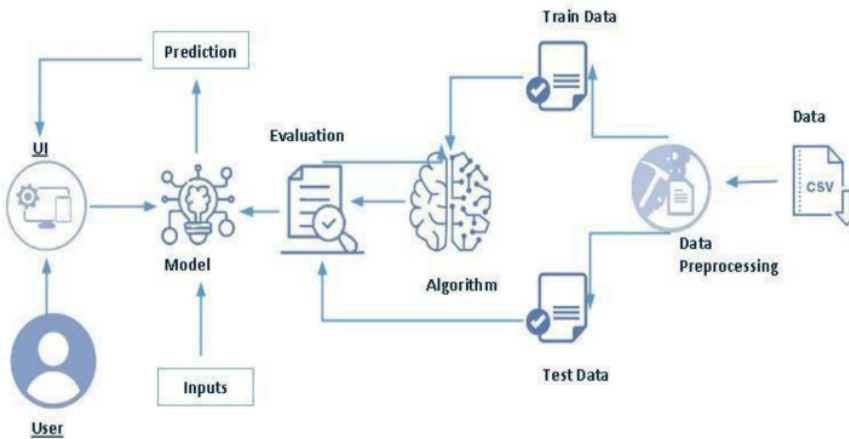 Train Data
Prediction
Evaluation
Data
UI
CSV
Model
Algorithm
Data
Preprocessing
Inputs
Test Data
User